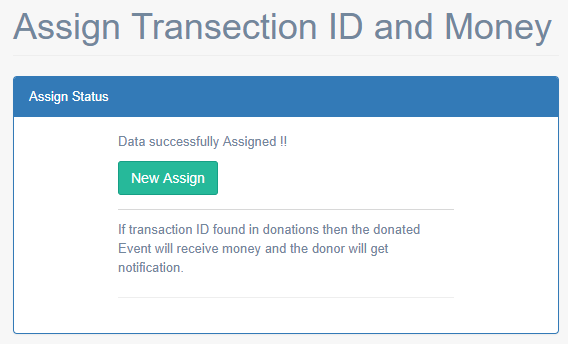 Assign Transection ID and Money
Assign Status
Data successfully Assigned !!
New Assign
If transaction ID found in donations then the donated
Event will receive money and the donor will get
notification.